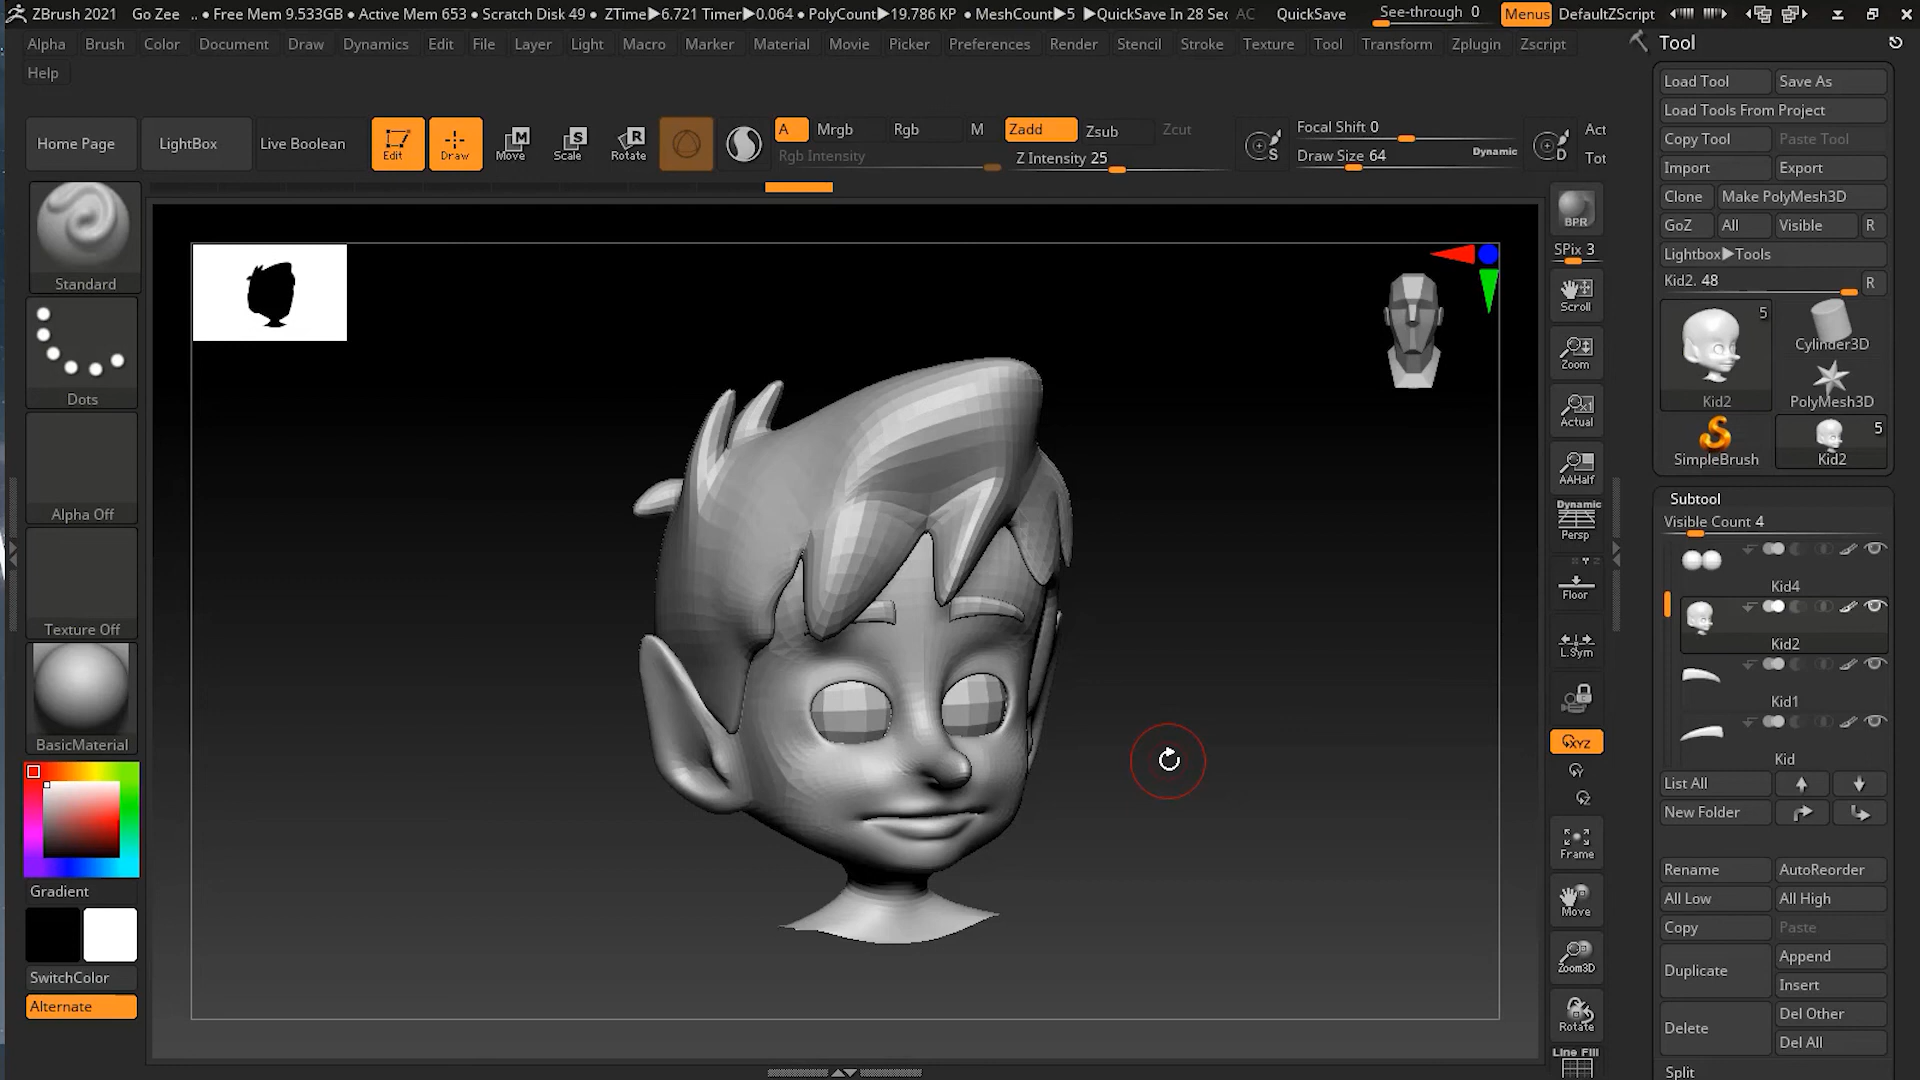 ZBrush 2021 Go Zee .. • Free Mem 9.533GB • Active Mem 653 • Scratch Disk 49 • ZTime▶6.721 Timer▶0.064 • PolyCount▶19.786 KP • MeshCount▶5 ▶QuickSave In 28 Sec AC QuickSave See-through 0 Menus DefaultZScript
Alpha Brush Color Document Draw Dynamics Edit File Layer Light Macro Marker Material Movie Picker Preferences Render Stencil Stroke Texture Tool Transform Zplugin Zscript
Help
Home Page LightBox Live Boolean Edit Draw Move Scale Rotate
M S R
A Mrgb Rgb M Zadd Zsub Zcut
Rgb Intensity Z Intensity 25
S Focal Shift 0
Draw Size 64 Dynamic D
Act
Tot
Standard
Dots
Alpha Off
Texture Off
BasicMaterial
Gradient
SwitchColor
Alternate
BPR
SPix 3
Scroll
Zoom
Actual
AAHalf
Dynamic
Persp
Floor
L.Sym
XYZ
Y
Z
Frame
Move
Zoom3D
Rotate
Line Fill
Tool
Load Tool Save As
Load Tools From Project
Copy Tool Paste Tool
Import Export
Clone Make PolyMesh3D
GoZ All Visible R
Lightbox▶Tools
Kid2. 48 R
5
Kid2
Cylinder3D
PolyMesh3D
SimpleBrush
5
Kid2
Subtool
Visible Count 4
Kid4
Kid2
Kid1
Kid
List All
New Folder
Rename AutoReorder
All Low All High
Copy Paste
Duplicate Append
Insert
Delete Del Other
Del All
Split